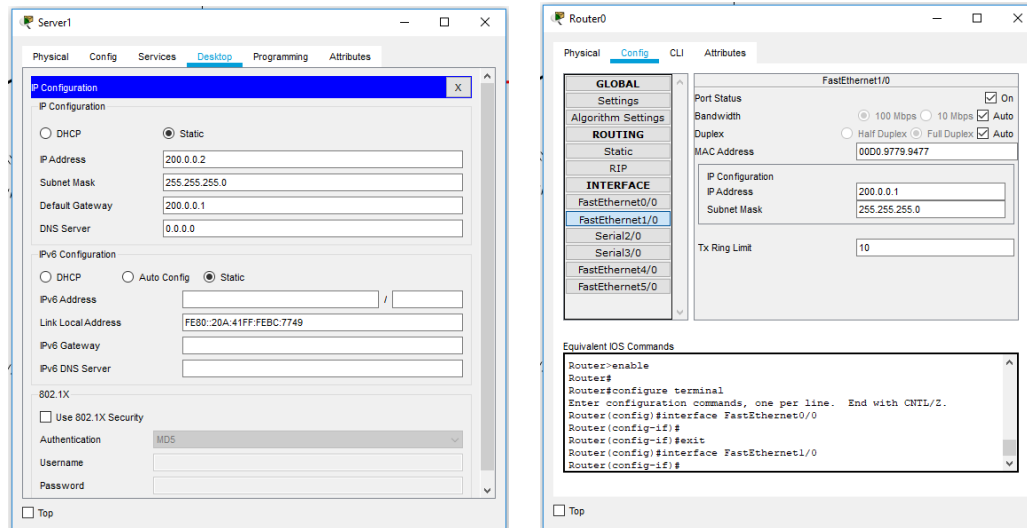 Server1
Physical Config Services Desktop Programming Attributes
IP Configuration X
IP Configuration
DHCP Static
IP Address 200.0.0.2
Subnet Mask 255.255.255.0
Default Gateway 200.0.0.1
DNS Server 0.0.0.0
IPv6 Configuration
DHCP Auto Config Static
IPv6 Address /
Link Local Address FE80::20A:41FF:FEBC:7749
IPv6 Gateway
IPv6 DNS Server
802.1X
Use 802.1X Security
Authentication MD5
Username
Password
Top
Router0
Physical Config CLI Attributes
GLOBAL
Settings
Algorithm Settings
ROUTING
Static
RIP
INTERFACE
FastEthernet0/0
FastEthernet1/0
Serial2/0
Serial3/0
FastEthernet4/0
FastEthernet5/0
FastEthernet1/0
Port Status On
Bandwidth 100 Mbps 10 Mbps Auto
Duplex Half Duplex Full Duplex Auto
MAC Address 00D0.9779.9477
IP Configuration
IP Address 200.0.0.1
Subnet Mask 255.255.255.0
Tx Ring Limit 10
Equivalent IOS Commands
Router>enable
Router#
Router#configure terminal
Enter configuration commands, one per line. End with CNTL/Z.
Router(config)#interface FastEthernet0/0
Router(config-if)#
Router(config-if)#exit
Router(config)#interface FastEthernet1/0
Router(config-if)#
Top